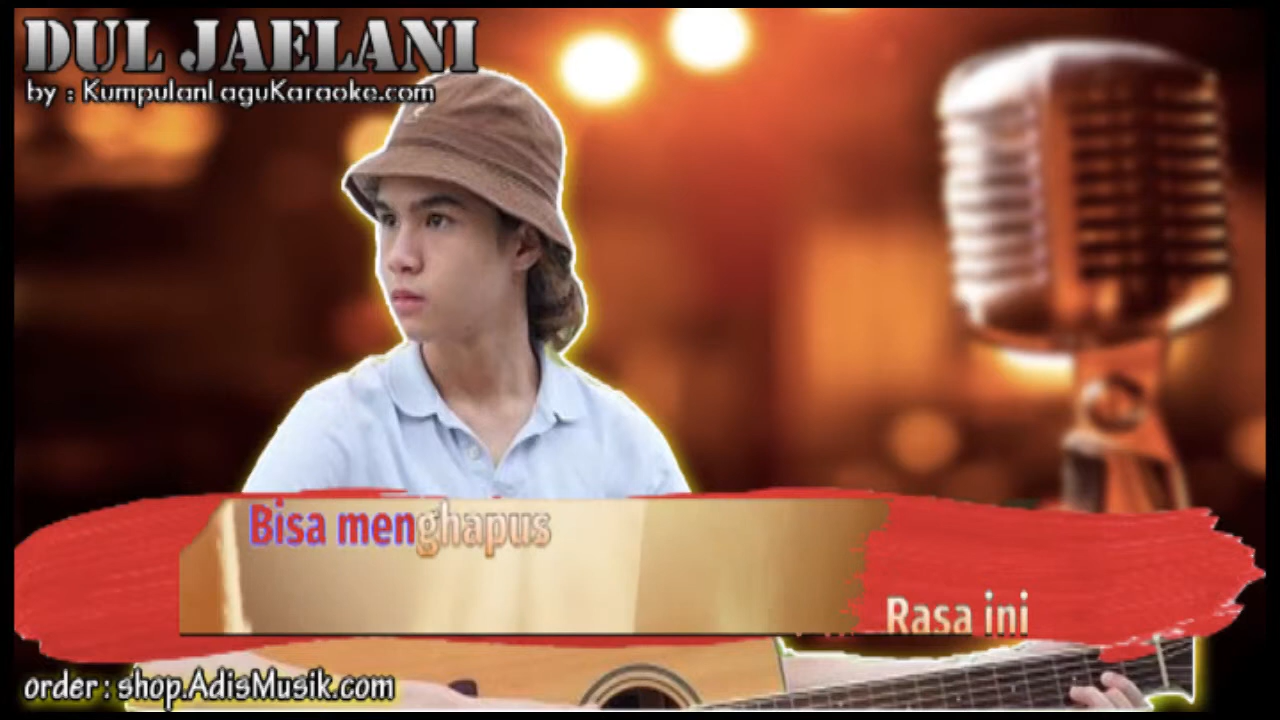 DUL JAELANI
by : KumpulanLaguKaraoke.com
Bisa menghapus
Rasa ini
order : shop.AdisMusik.com